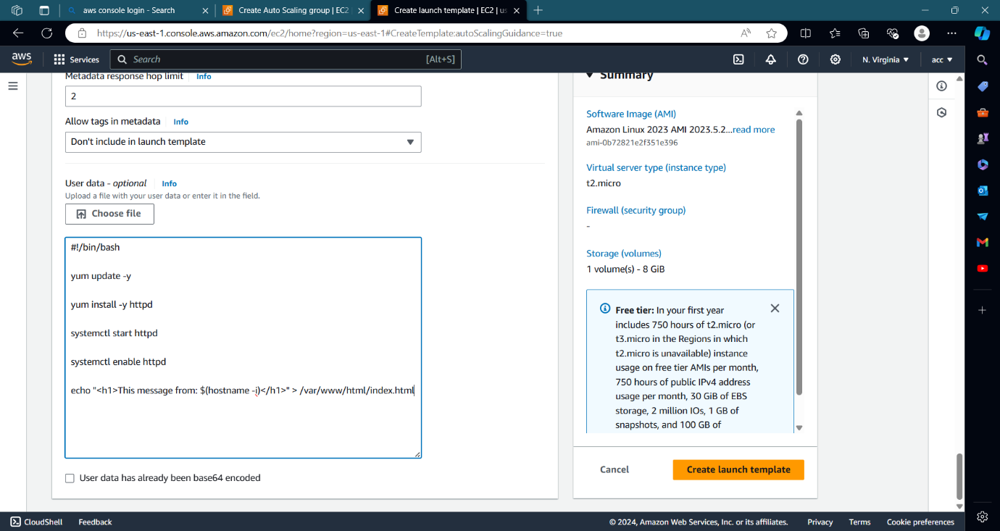 aws console login - Search
Create Auto Scaling group | EC2
Create launch template | EC2 | us
https://us-east-1.console.aws.amazon.com/ec2/home?region=us-east-1#CreateTemplate:autoScalingGuidance=true
aws
Services
Search
[Alt+S]
N. Virginia
acc
Metadata response hop limit
Info
2
Allow tags in metadata
Info
Don't include in launch template
User data - optional
Info
Upload a file with your user data or enter it in the field.
Choose file
#!/bin/bash
yum update -y
yum install -y httpd
systemctl start httpd
systemctl enable httpd
echo "<h1>This message from: $(hostname -i)</h1>" > /var/www/html/index.html
User data has already been base64 encoded
Summary
Software Image (AMI)
Amazon Linux 2023 AMI 2023.5.2...read more
ami-0b72821e2f351e396
Virtual server type (instance type)
t2.micro
Firewall (security group)
-
Storage (volumes)
1 volume(s) - 8 GiB
Free tier: In your first year
includes 750 hours of t2.micro (or
t3.micro in the Regions in which
t2.micro is unavailable) instance
usage on free tier AMIs per month,
750 hours of public IPv4 address
usage per month, 30 GiB of EBS
storage, 2 million IOs, 1 GB of
snapshots, and 100 GB of
Cancel
Create launch template
CloudShell
Feedback
© 2024, Amazon Web Services, Inc. or its affiliates.
Privacy
Terms
Cookie preferences